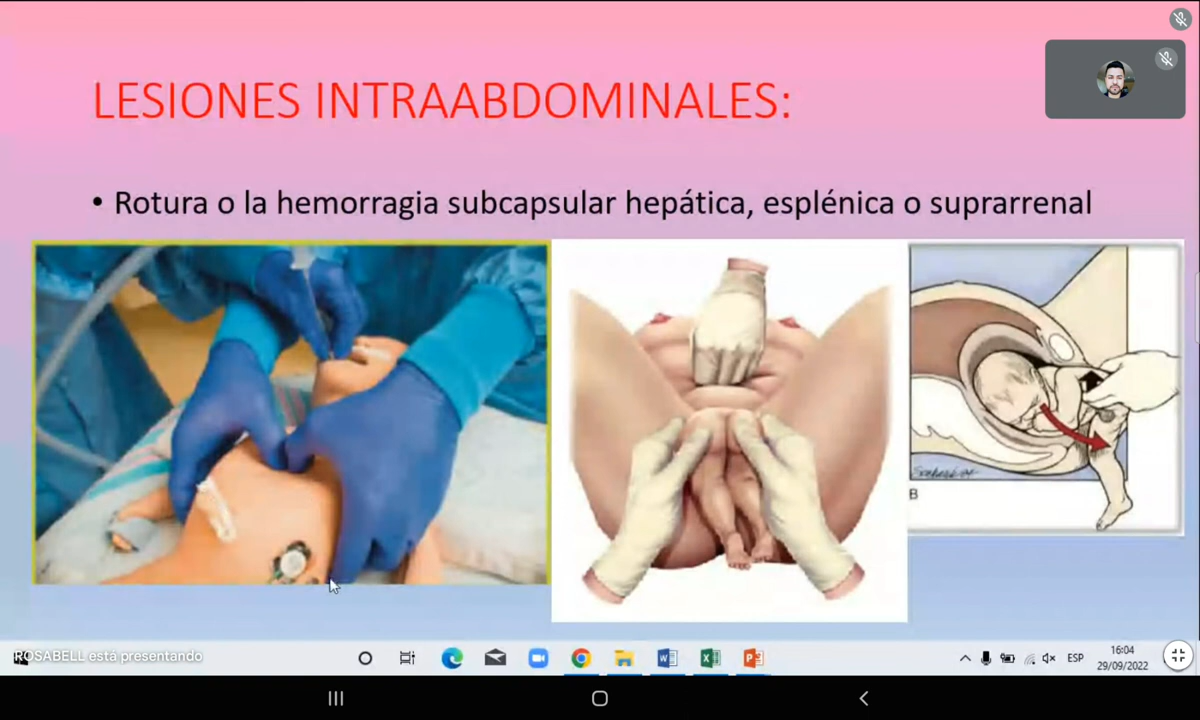 LESIONES INTRAABDOMINALES:
• Rotura o la hemorragia subcapsular hepática, esplénica o suprarrenal
B
ROSABELL está presentando
ESP
16:04
29/09/2022